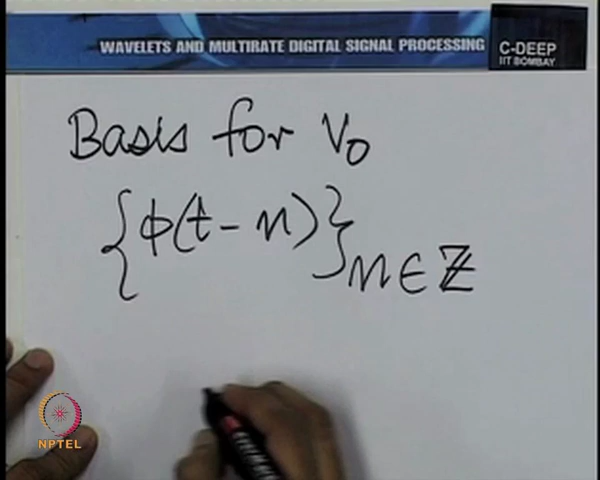 WAVELETS AND MULTIRATE DIGITAL SIGNAL PROCESSING
C-DEEP
IIT BOMBAY
Basis for V₀
{ϕ(t - n)}ₙ ∈ ℤ
NPTEL